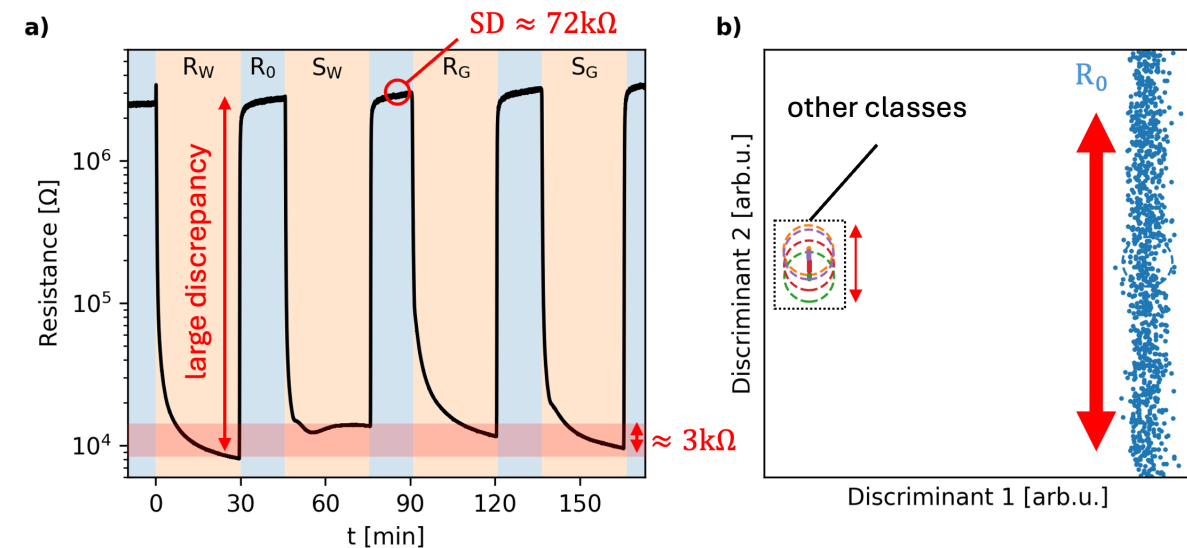 a)
SD ≈ 72kΩ
b)
R_W
R_0
S_W
R_G
S_G
R_0
other classes
large discrepancy
10^6
10^5
10^4
≈ 3kΩ
Resistance [Ω]
Discriminant 2 [arb.u.]
0
30
60
90
120
150
t [min]
Discriminant 1 [arb.u.]